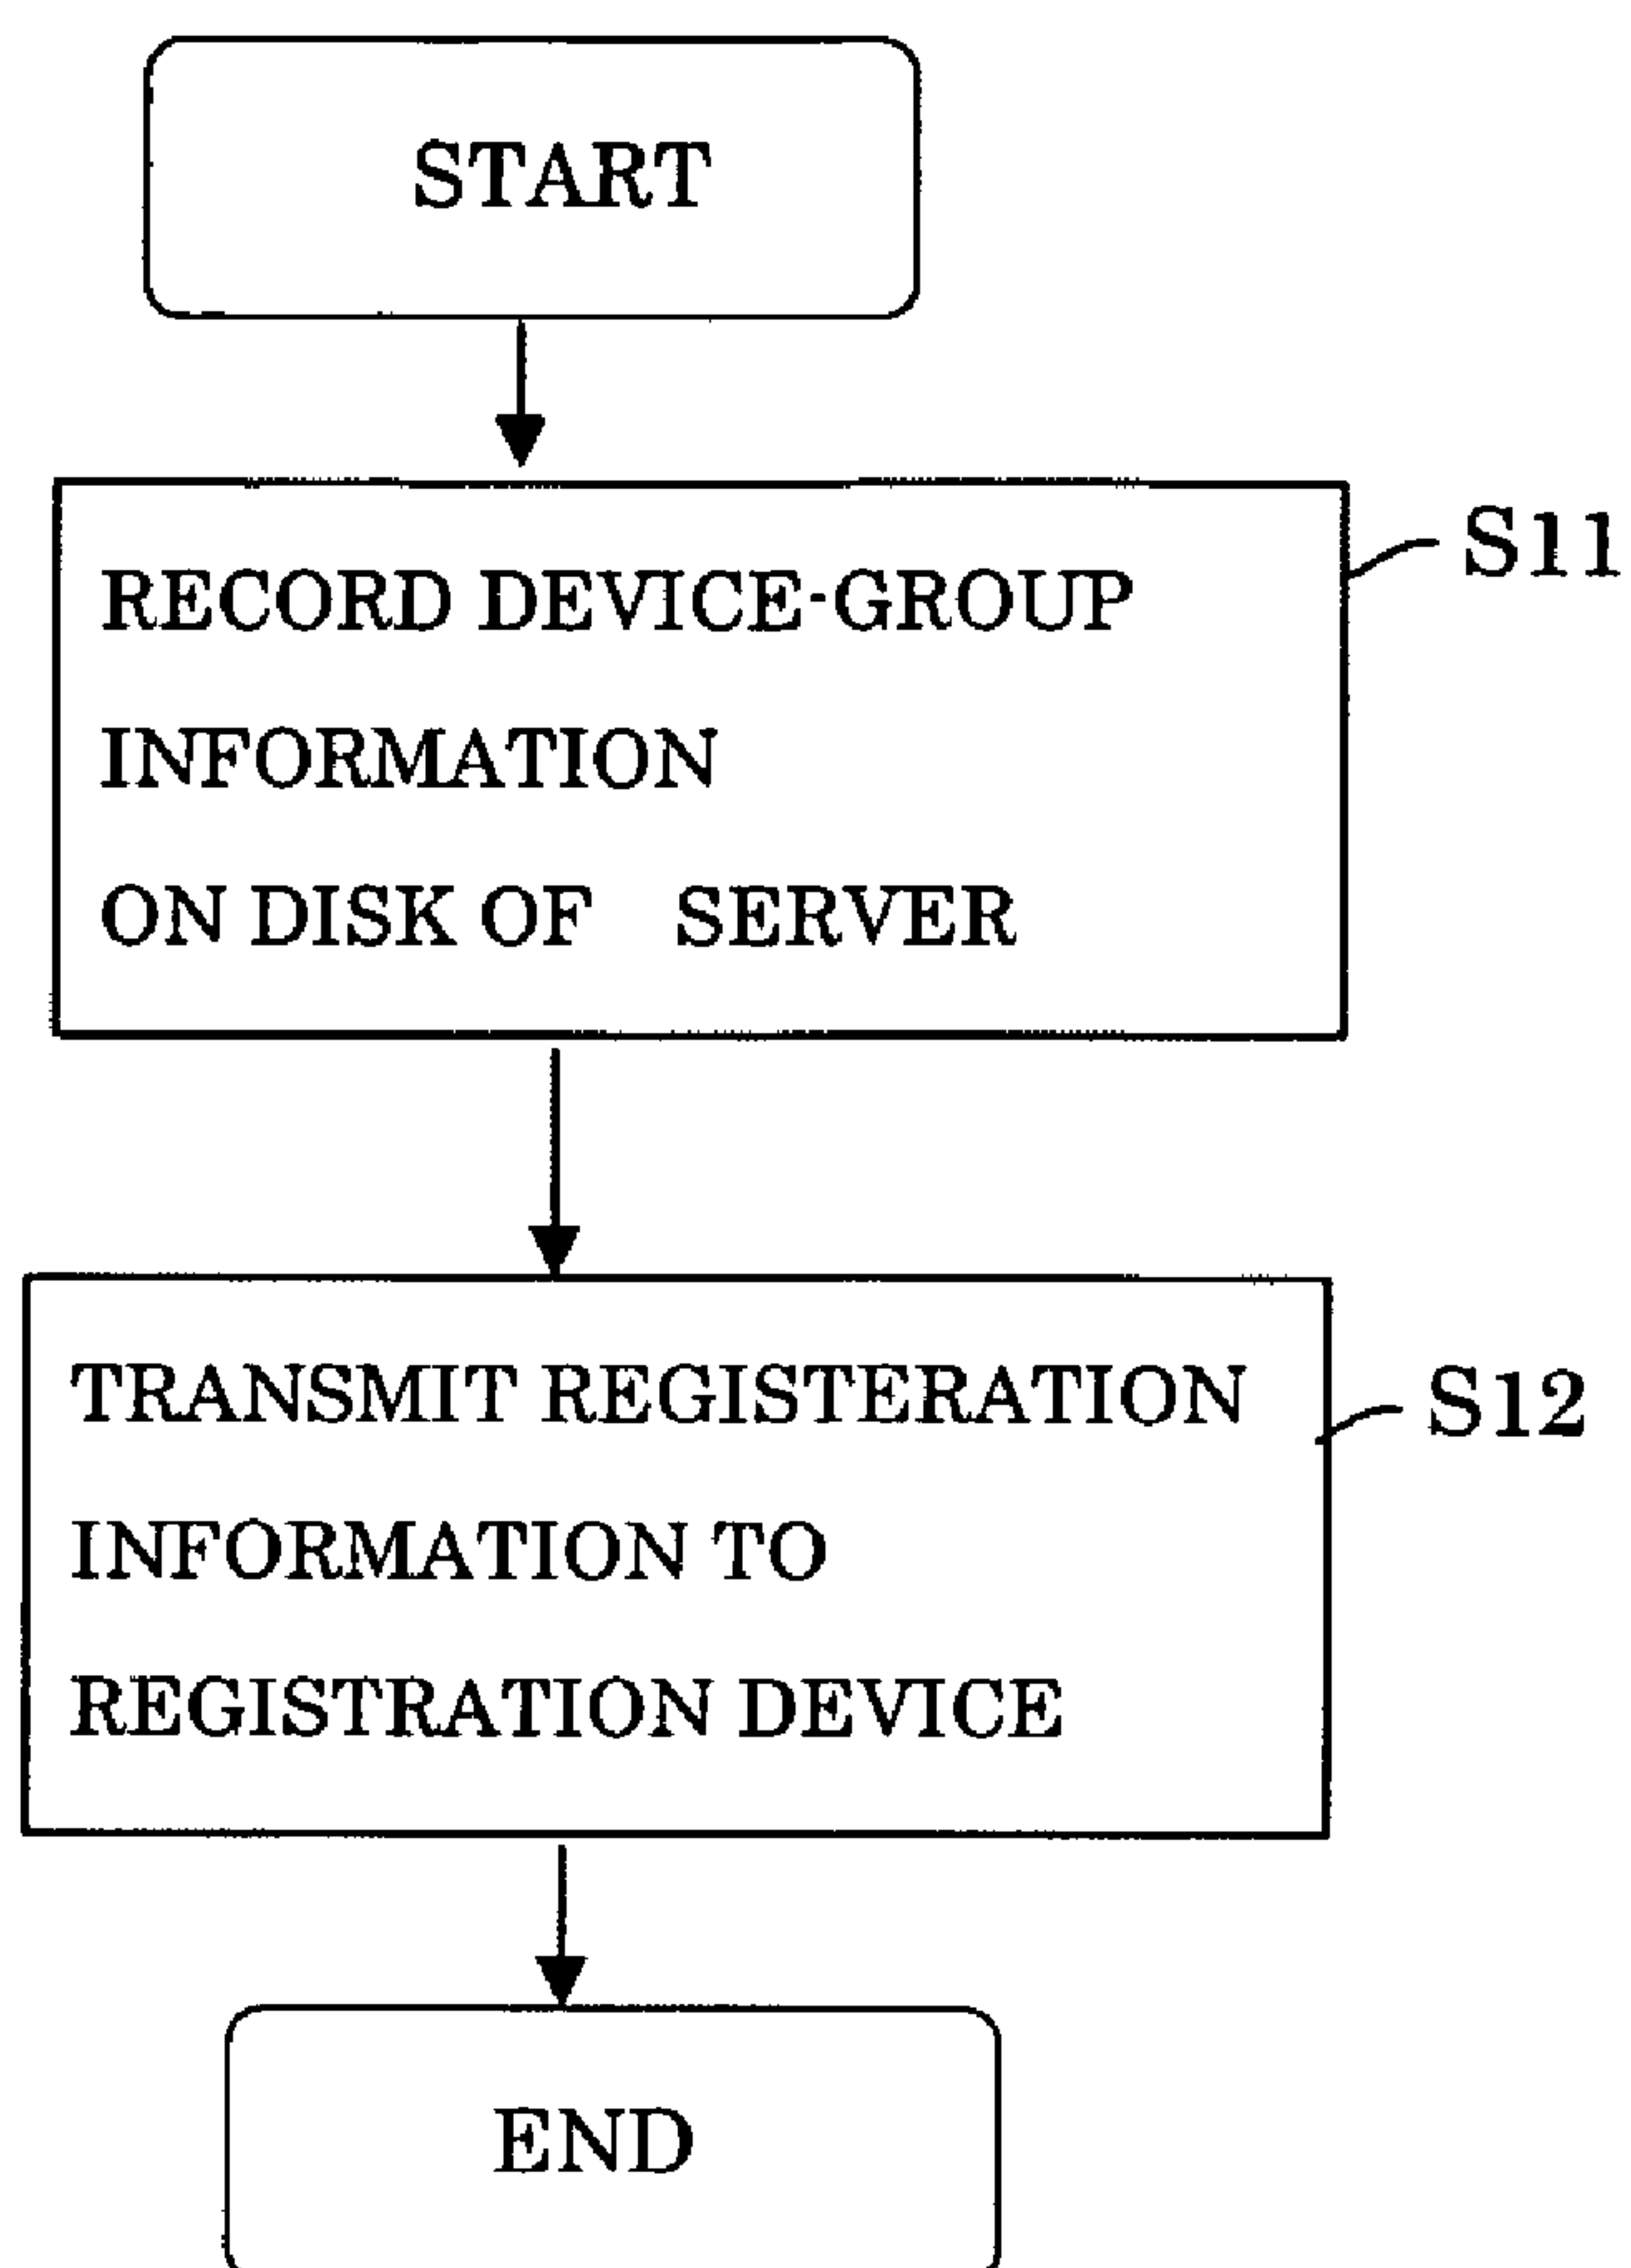 START
RECORD DEVICE-GROUP
S11
INFORMATION
ON DISK OF SERVER
TRANSMIT REGISTERATION
S12
INFORMATION TO
REGISTRATION DEVICE
END